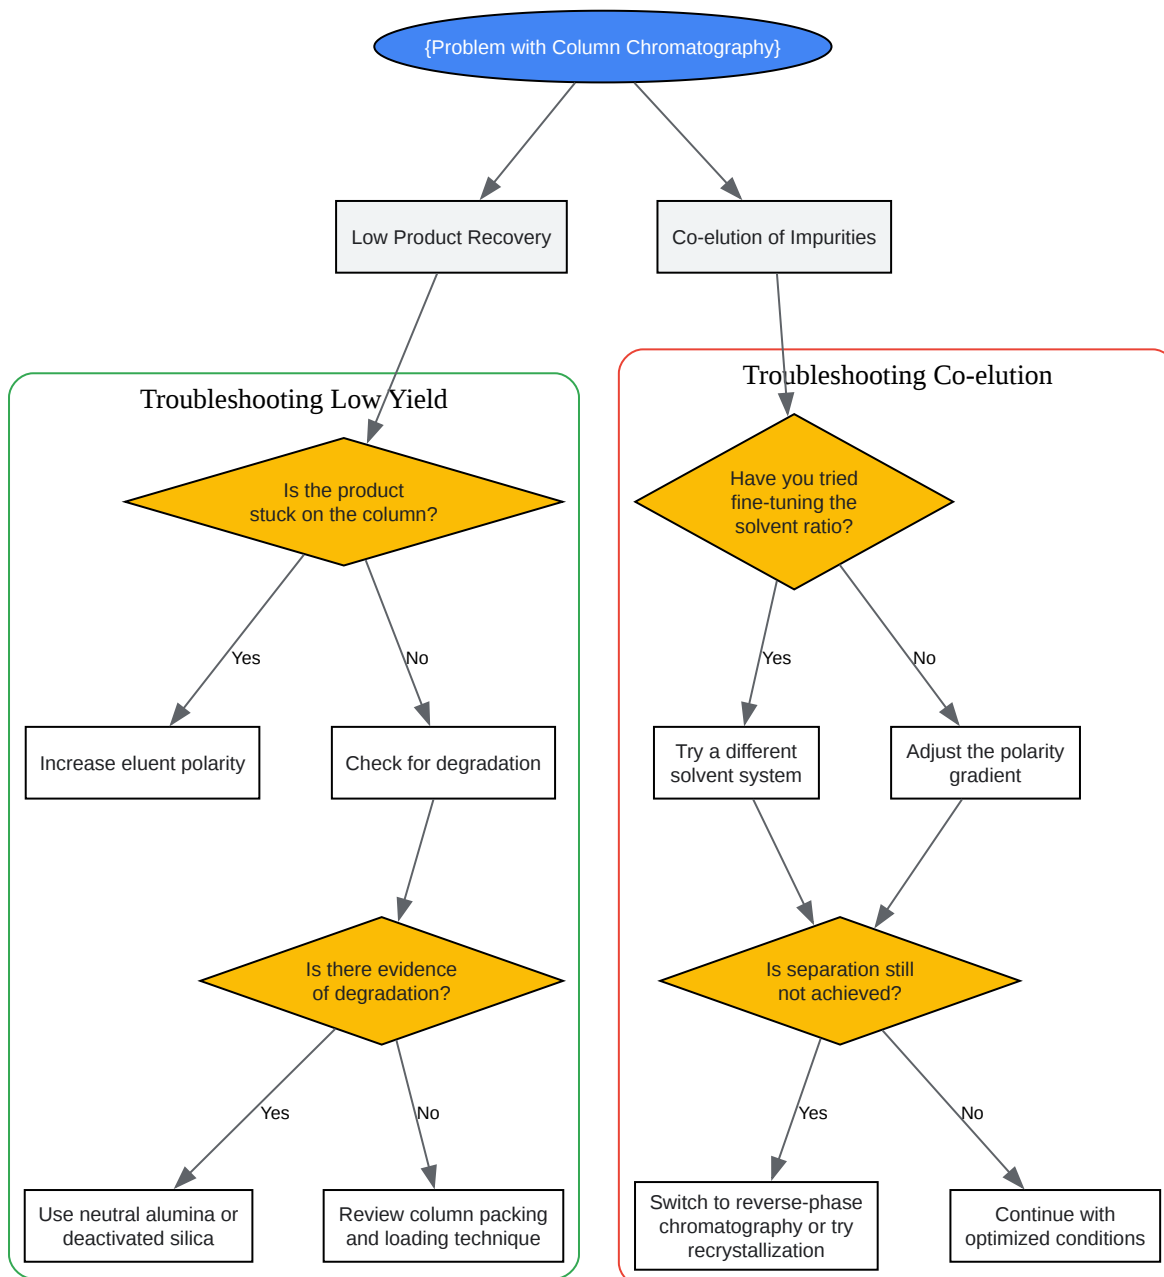 {Problem with Column Chromatography}
Low Product Recovery
Co-elution of Impurities
Troubleshooting Low Yield
Is the product
stuck on the column?
Yes
No
Increase eluent polarity
Check for degradation
Is there evidence
of degradation?
Yes
No
Use neutral alumina or
deactivated silica
Review column packing
and loading technique
Troubleshooting Co-elution
Have you tried
fine-tuning the
solvent ratio?
Yes
No
Try a different
solvent system
Adjust the polarity
gradient
Is separation still
not achieved?
Yes
No
Switch to reverse-phase
chromatography or try
recrystallization
Continue with
optimized conditions